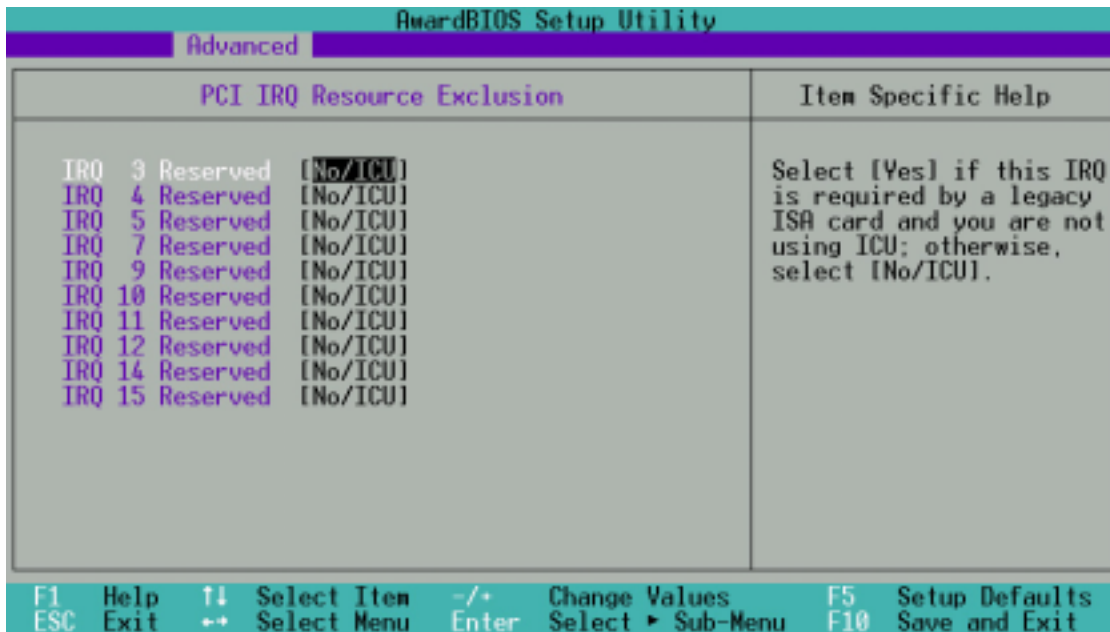 AwardBIOS Setup Utility
Advanced
PCI IRQ Resource Exclusion
Item Specific Help
IRQ 3 Reserved [No/ICU]
IRQ 4 Reserved [No/ICU]
IRQ 5 Reserved [No/ICU]
IRQ 7 Reserved [No/ICU]
IRQ 9 Reserved [No/ICU]
IRQ 10 Reserved [No/ICU]
IRQ 11 Reserved [No/ICU]
IRQ 12 Reserved [No/ICU]
IRQ 14 Reserved [No/ICU]
IRQ 15 Reserved [No/ICU]
Select [Yes] if this IRQ
is required by a legacy
ISA card and you are not
using ICU; otherwise,
select [No/ICU].
F1 Help ↑↓ Select Item -/+ Change Values F5 Setup Defaults
ESC Exit ←→ Select Menu Enter Select ► Sub-Menu F10 Save and Exit